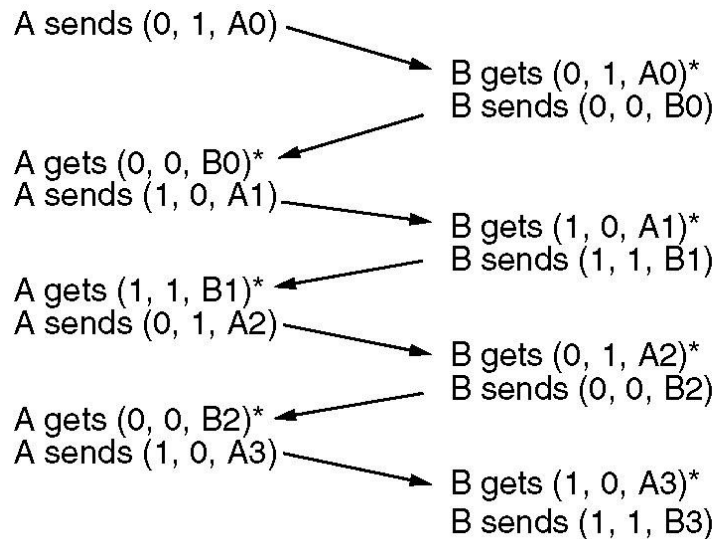 A sends (0, 1, A0)
B gets (0, 1, A0)*
B sends (0, 0, B0)
A gets (0, 0, B0)*
A sends (1, 0, A1)
B gets (1, 0, A1)*
B sends (1, 1, B1)
A gets (1, 1, B1)*
A sends (0, 1, A2)
B gets (0, 1, A2)*
B sends (0, 0, B2)
A gets (0, 0, B2)*
A sends (1, 0, A3)
B gets (1, 0, A3)*
B sends (1, 1, B3)